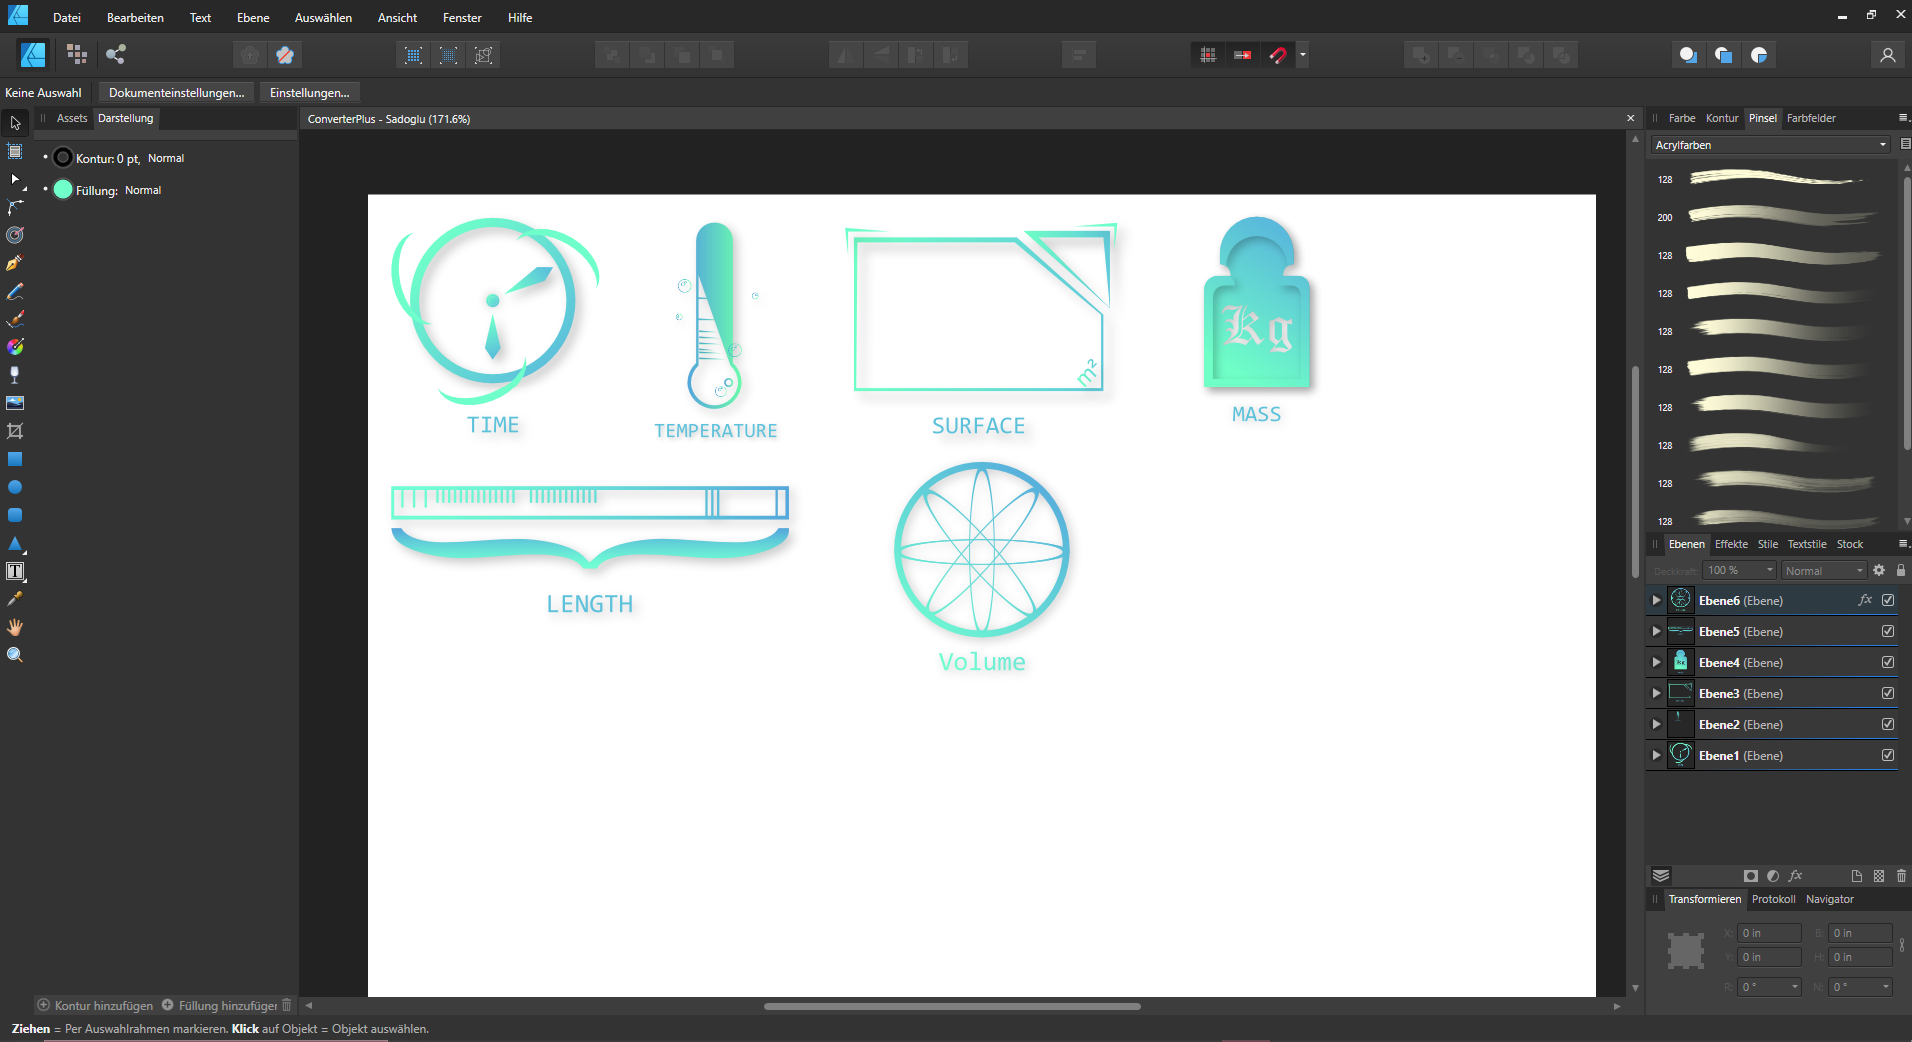 Datei Bearbeiten Text Ebene Auswählen Ansicht Fenster Hilfe
Keine Auswahl Dokumenteinstellungen... Einstellungen...
Assets Darstellung
ConverterPlus - Sadoglu (171.6%)
Farbe Kontur Pinsel Farbfelder
Acrylfarben
Kontur: 0 pt, Normal
Füllung: Normal
128
200
128
128
128
128
128
128
128
128
Kg
m²
TIME
TEMPERATURE
SURFACE
MASS
LENGTH
Volume
Ebenen Effekte Stile Textstile Stock
Deckkraft: 100 % Normal
Ebene6 (Ebene) fx
Ebene5 (Ebene)
Ebene4 (Ebene)
Ebene3 (Ebene)
Ebene2 (Ebene)
Ebene1 (Ebene)
fx
Transformieren Protokoll Navigator
X: 0 in B: 0 in
Y: 0 in H: 0 in
R: 0 ° N: 0 °
Kontur hinzufügen Füllung hinzufüger
Ziehen = Per Auswahlrahmen markieren. Klick auf Objekt = Objekt auswählen.